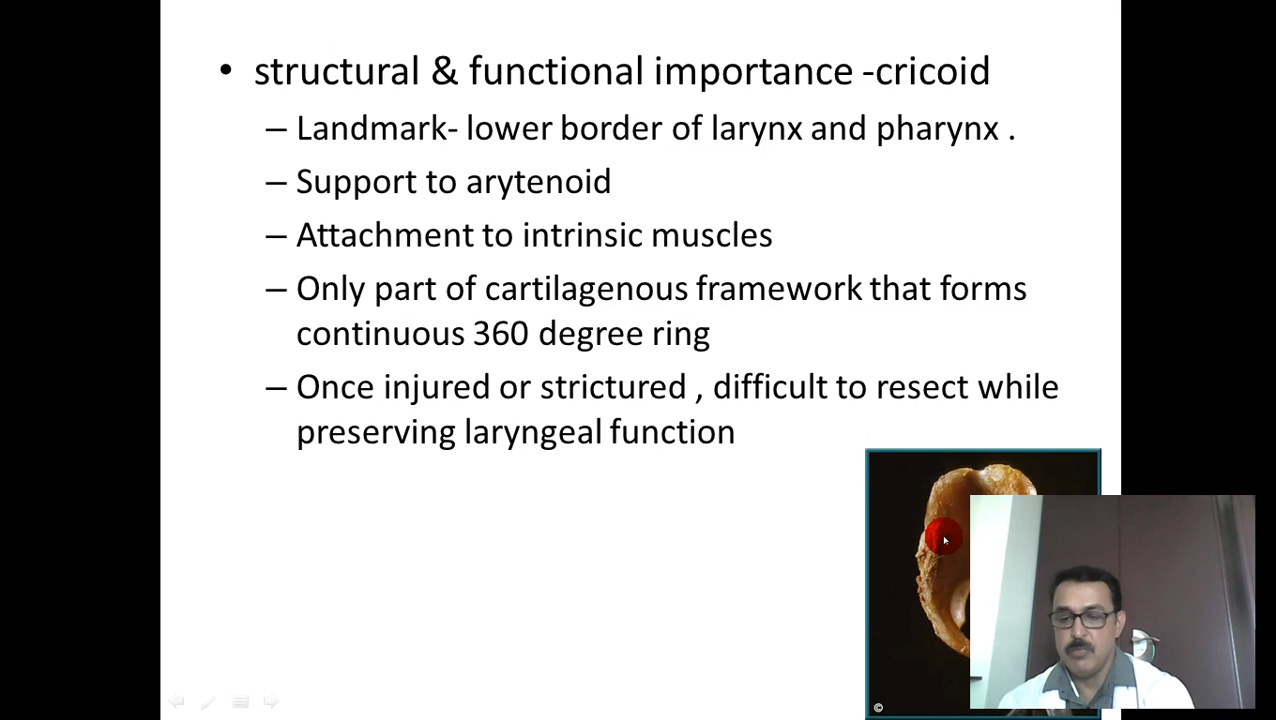 • structural & functional importance -cricoid
– Landmark- lower border of larynx and pharynx .
– Support to arytenoid
– Attachment to intrinsic muscles
– Only part of cartilagenous framework that forms
continuous 360 degree ring
– Once injured or strictured , difficult to resect while
preserving laryngeal function
©